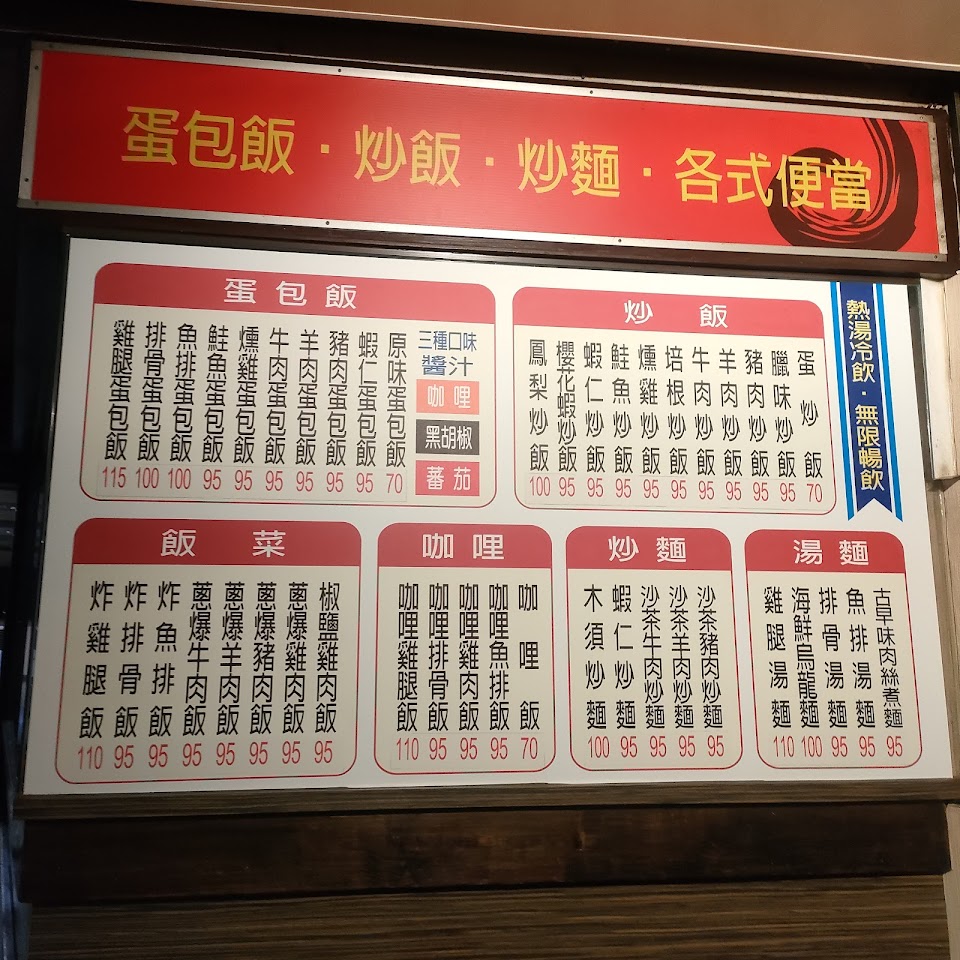 蛋包飯・炒飯・炒麵・各式便當
蛋包飯
雞腿蛋包飯 115
排骨蛋包飯 100
魚排蛋包飯 100
鮭魚蛋包飯 95
燻雞蛋包飯 95
牛肉蛋包飯 95
羊肉蛋包飯 95
豬肉蛋包飯 95
蝦仁蛋包飯 95
原味蛋包飯 70
三種口味
醬汁
咖哩
黑胡椒
蕃茄
炒飯
鳳梨炒飯 100
櫻花蝦炒飯 95
蝦仁炒飯 95
鮭魚炒飯 95
燻雞炒飯 95
培根炒飯 95
牛肉炒飯 95
羊肉炒飯 95
豬肉炒飯 95
臘味炒飯 95
蛋炒飯 70
熱湯冷飲・無限暢飲
飯菜
炸雞腿飯 110
炸排骨飯 95
炸魚排飯 95
蔥爆牛肉飯 95
蔥爆羊肉飯 95
蔥爆豬肉飯 95
蔥爆雞肉飯 95
椒鹽雞肉飯 95
咖哩
咖哩雞腿飯 110
咖哩排骨飯 95
咖哩雞肉飯 95
咖哩魚排飯 95
咖哩飯 70
炒麵
木須炒麵 100
蝦仁炒麵 95
沙茶牛肉炒麵 95
沙茶羊肉炒麵 95
沙茶豬肉炒麵 95
湯麵
雞腿湯麵 110
海鮮烏龍麵 100
排骨湯麵 95
魚排湯麵 95
古早味肉絲煮麵 95